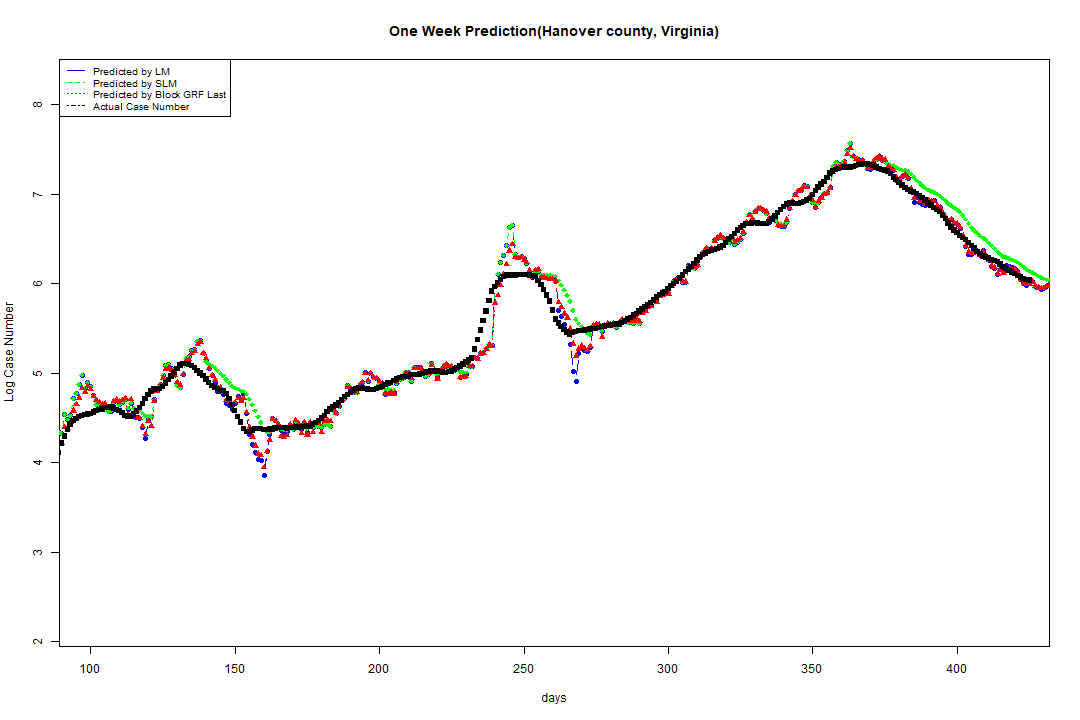 One Week Prediction(Hanover county, Virginia)
Predicted by LM
Predicted by SLM
Predicted by Block GRF Last
Actual Case Number
Log Case Number
8
7
6
5
4
3
2
100 150 200 250 300 350 400
days